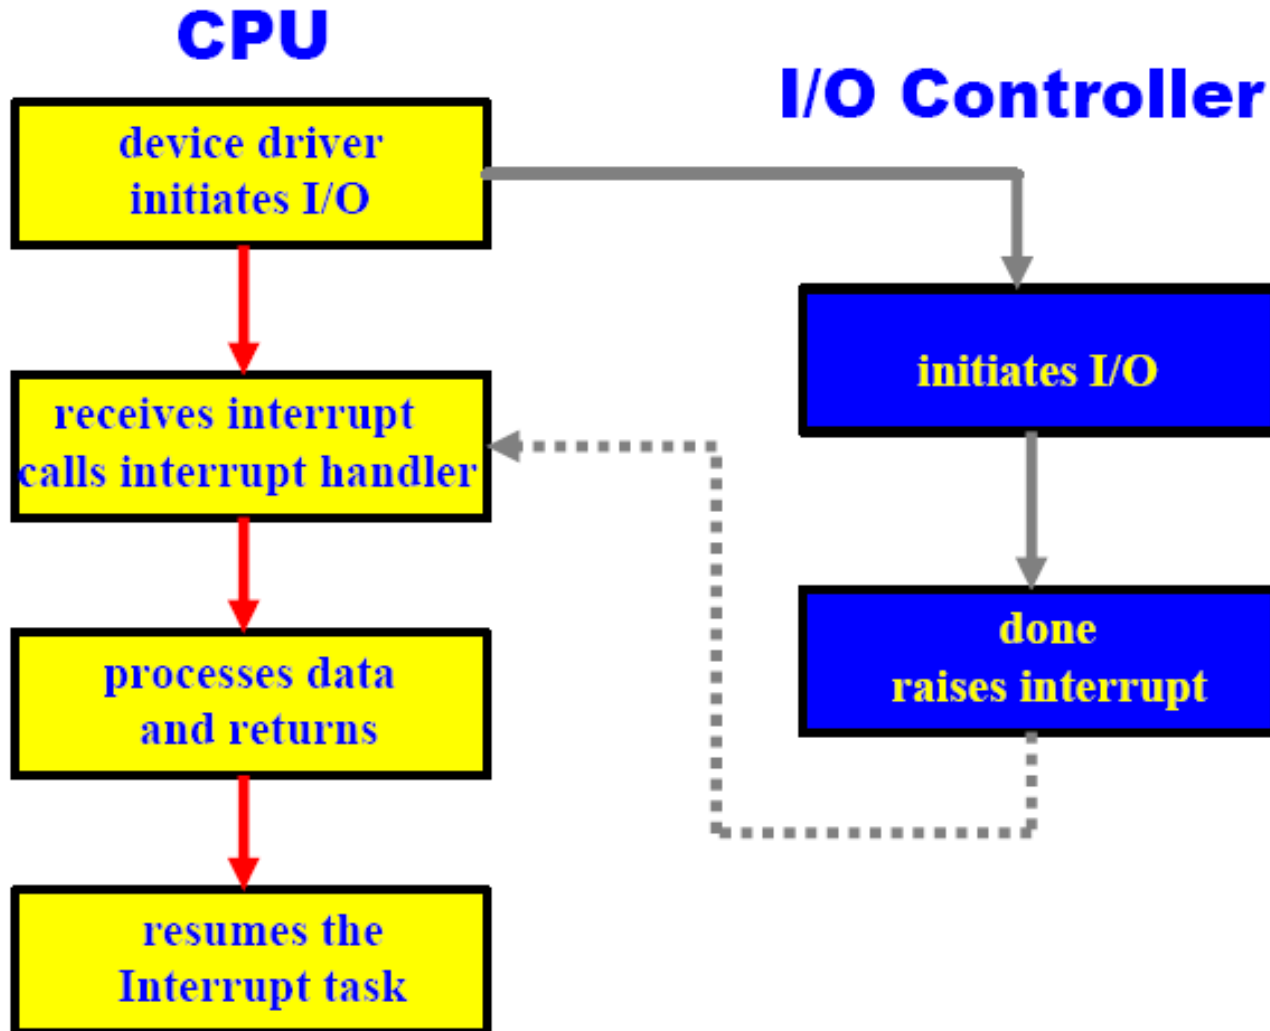 CPU
I/O Controller
device driver
initiates I/O
receives interrupt
calls interrupt handler
processes data
and returns
resumes the
Interrupt task
initiates I/O
done
raises interrupt